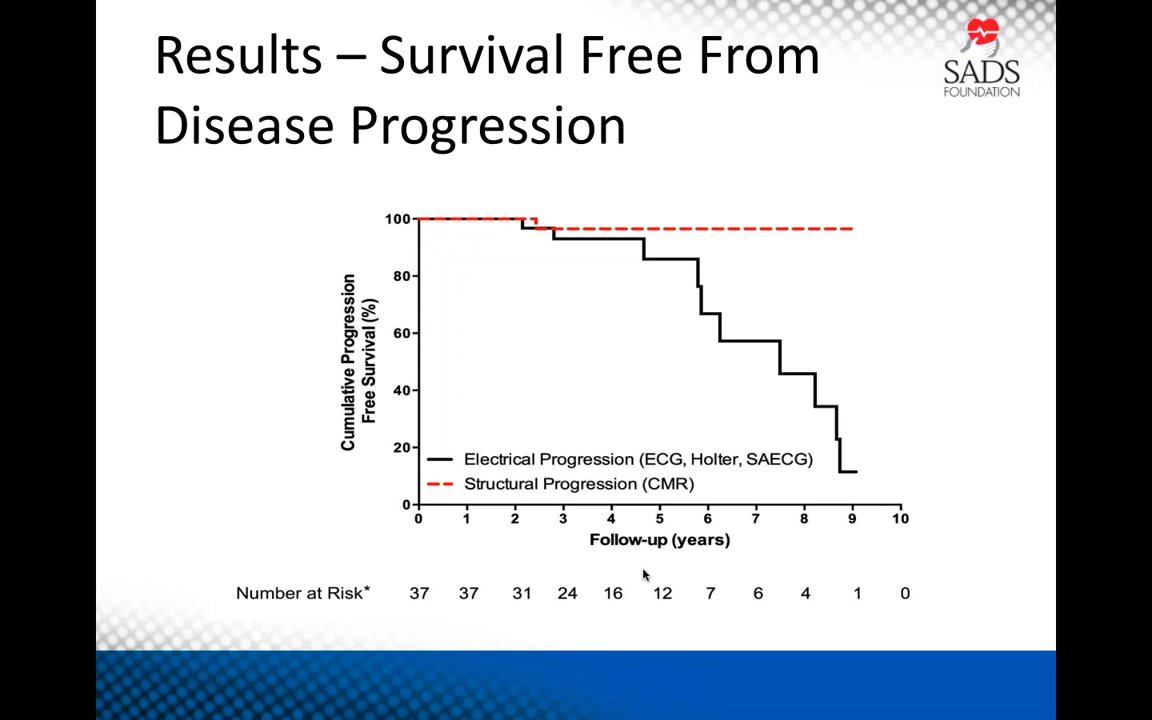 Results – Survival Free From
Disease Progression
SADS
FOUNDATION
Cumulative Progression
Free Survival (%)
100
80
60
40
20
0
Electrical Progression (ECG, Holter, SAECG)
Structural Progression (CMR)
0 1 2 3 4 5 6 7 8 9 10
Follow-up (years)
Number at Risk* 37 37 31 24 16 12 7 6 4 1 0